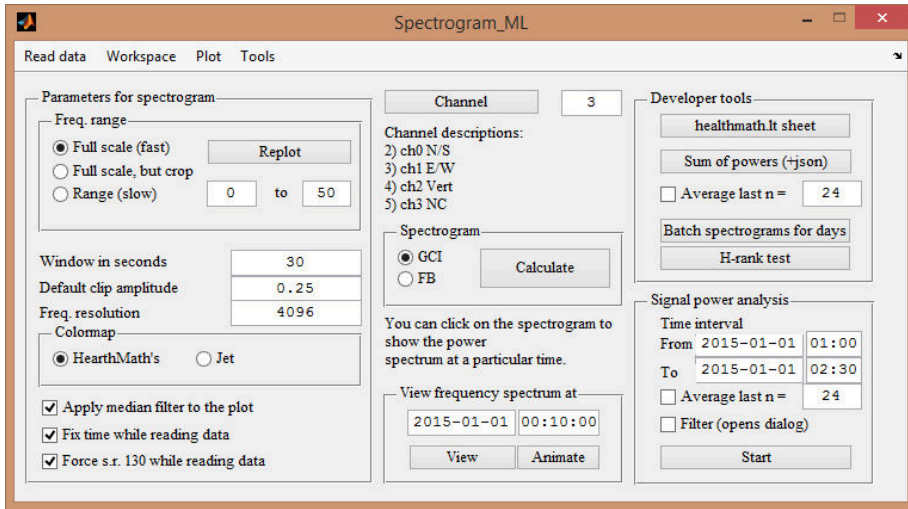 Spectrogram_ML
Read data Workspace Plot Tools
Parameters for spectrogram
Freq. range
Full scale (fast)
Replot
Full scale, but crop
Range (slow) 0 to 50
Window in seconds 30
Default clip amplitude 0.25
Freq. resolution 4096
Colormap
HearthMath's Jet
Apply median filter to the plot
Fix time while reading data
Force s.r. 130 while reading data
Channel 3
Channel descriptions:
2) ch0 N/S
3) ch1 E/W
4) ch2 Vert
5) ch3 NC
Spectrogram
GCI
FB
Calculate
You can click on the spectrogram to
show the power
spectrum at a particular time.
View frequency spectrum at
2015-01-01 00:10:00
View Animate
Developer tools
healthmath.lt sheet
Sum of powers (+json)
Average last n = 24
Batch spectrograms for days
H-rank test
Signal power analysis
Time interval
From 2015-01-01 01:00
To 2015-01-01 02:30
Average last n = 24
Filter (opens dialog)
Start